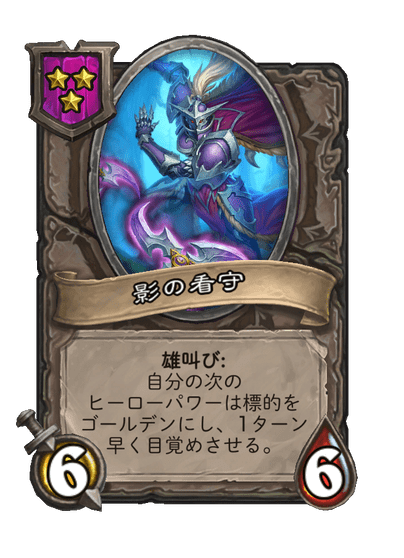 影の看守
雄叫び:
自分の次の
ヒーローパワーは標的を
ゴールデンにし、1ターン
早く目覚めさせる。
6
6